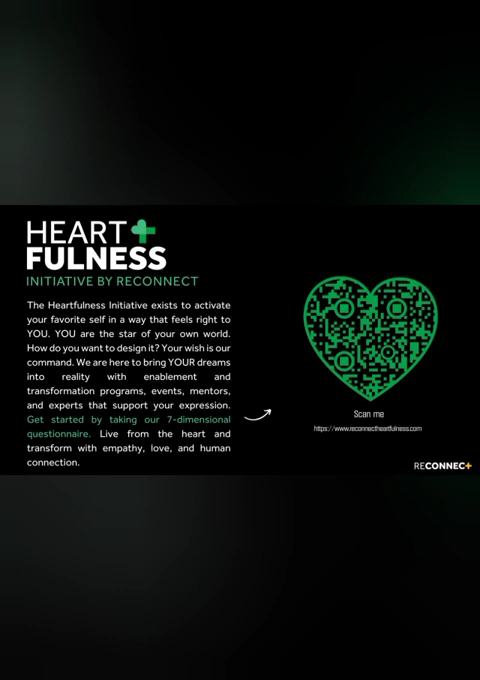 HEART
FULNESS
INITIATIVE BY RECONNECT
The Heartfulness Initiative exists to activate
your favorite self in a way that feels right to
YOU. YOU are the star of your own world.
How do you want to design it? Your wish is our
command. We are here to bring YOUR dreams
into reality with enablement and
transformation programs, events, mentors,
and experts that support your expression.
Get started by taking our 7-dimensional
questionnaire. Live from the heart and
transform with empathy, love, and human
connection.
Scan me
https://www.reconnectheartfulness.com
RECONNEC+